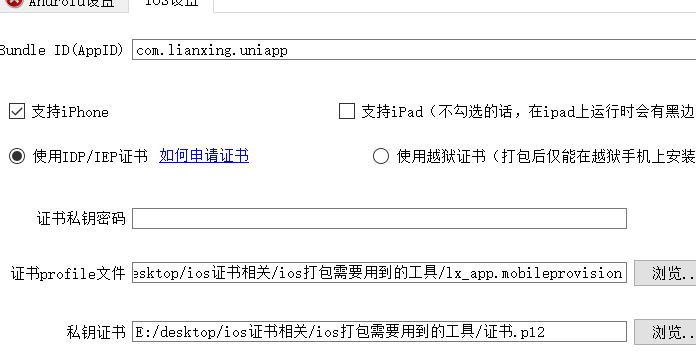 Android设置 iOS设置
Bundle ID(AppID) com.lianxing.uniapp
支持iPhone 支持iPad（不勾选的话，在ipad上运行时会有黑边
使用IDP/IEP证书 如何申请证书 使用越狱证书（打包后仅能在越狱手机上安装
证书私钥密码
证书profile文件 esktop/ios证书相关/ios打包需要用到的工具/lx_app.mobileprovision 浏览..
私钥证书 E:/desktop/ios证书相关/ios打包需要用到的工具/证书.p12 浏览..